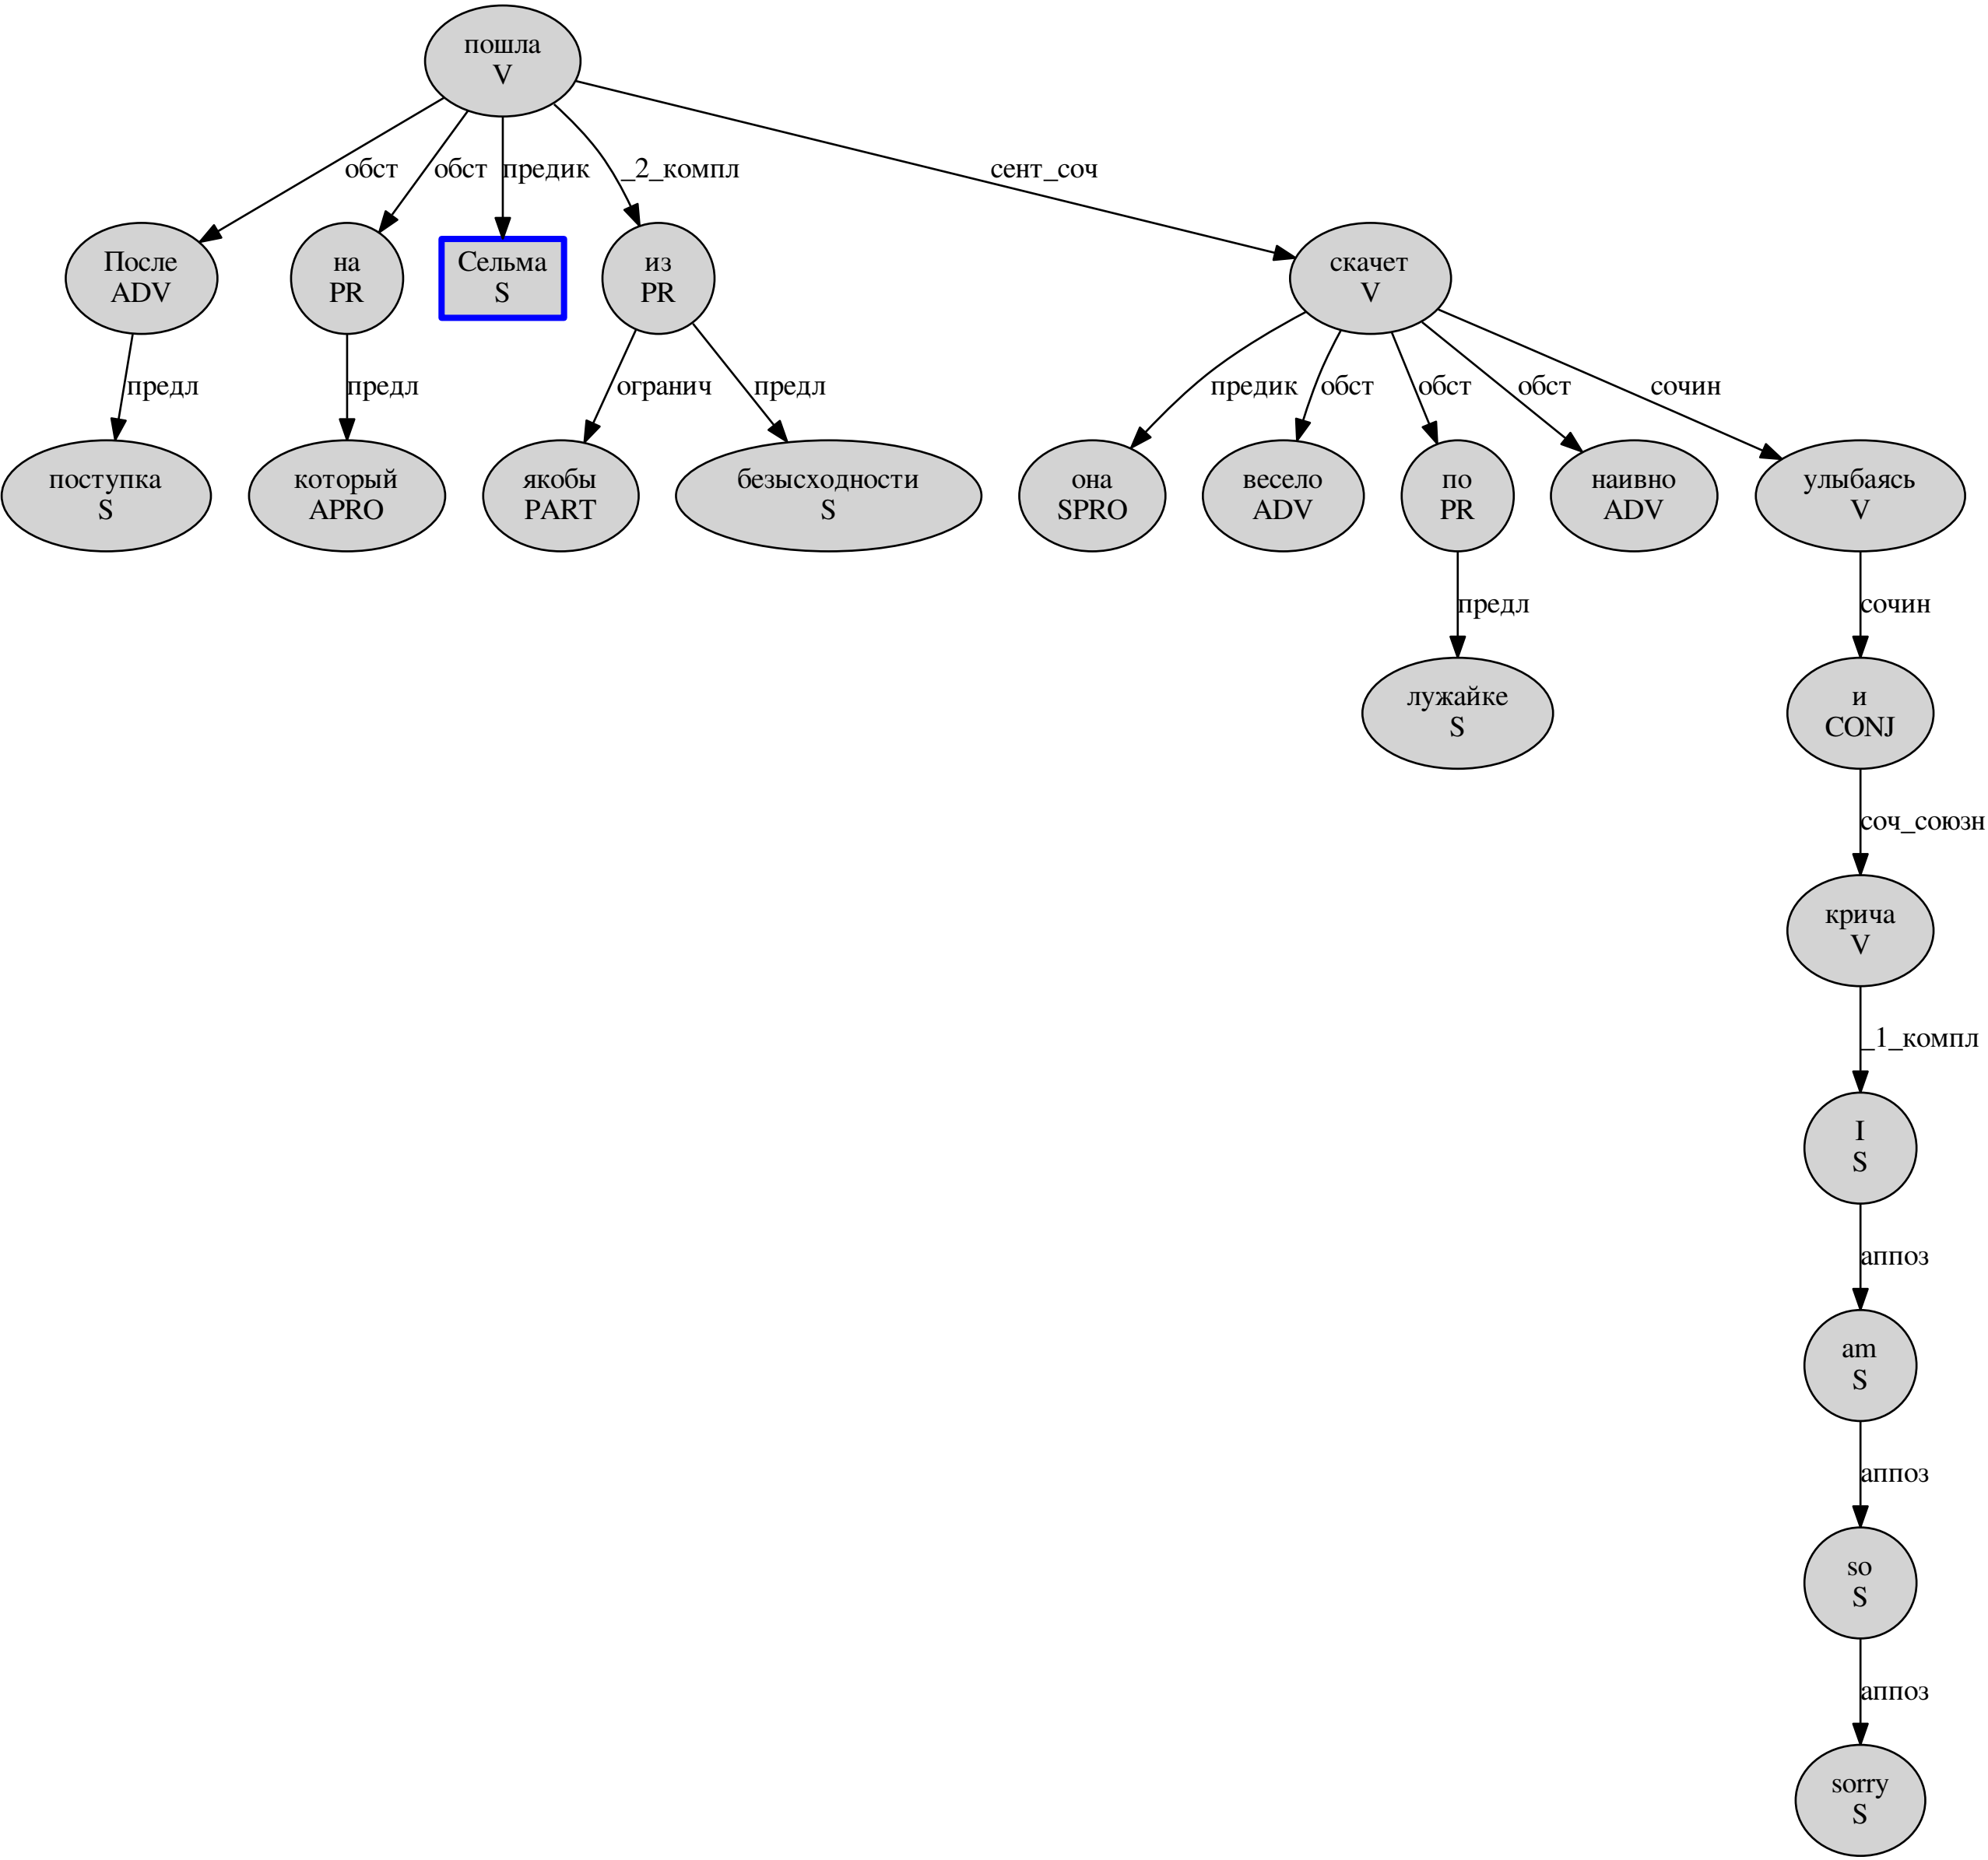 пошла
V
обст
обст
предик
_2_компл
сент_соч
После
ADV
на
PR
Сельма
S
из
PR
скачет
V
предл
предл
огранич
предл
предик
обст
обст
обст
сочин
поступка
S
который
APRO
якобы
PART
безысходности
S
она
SPRO
весело
ADV
по
PR
наивно
ADV
улыбаясь
V
предл
сочин
лужайке
S
и
CONJ
соч_союзн
крича
V
_1_компл
I
S
аппоз
am
S
аппоз
so
S
аппоз
sorry
S